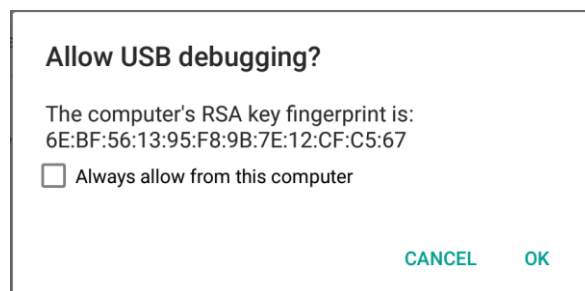 Allow USB debugging?
The computer's RSA key fingerprint is:
6E:BF:56:13:95:F8:9B:7E:12:CF:C5:67
Always allow from this computer
CANCEL OK